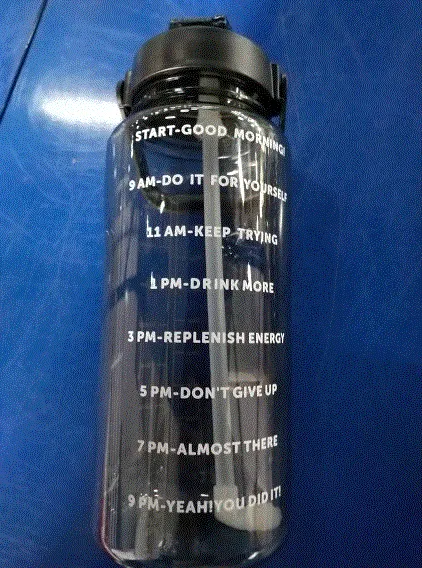 START-GOOD MORNING!
9 AM-DO IT FOR YOURSELF
11 AM-KEEP TRYING
1 PM-DRINK MORE
3 PM-REPLENISH ENERGY
5 PM-DON'T GIVE UP
7 PM-ALMOST THERE
9 PM-YEAH!YOU DID IT!